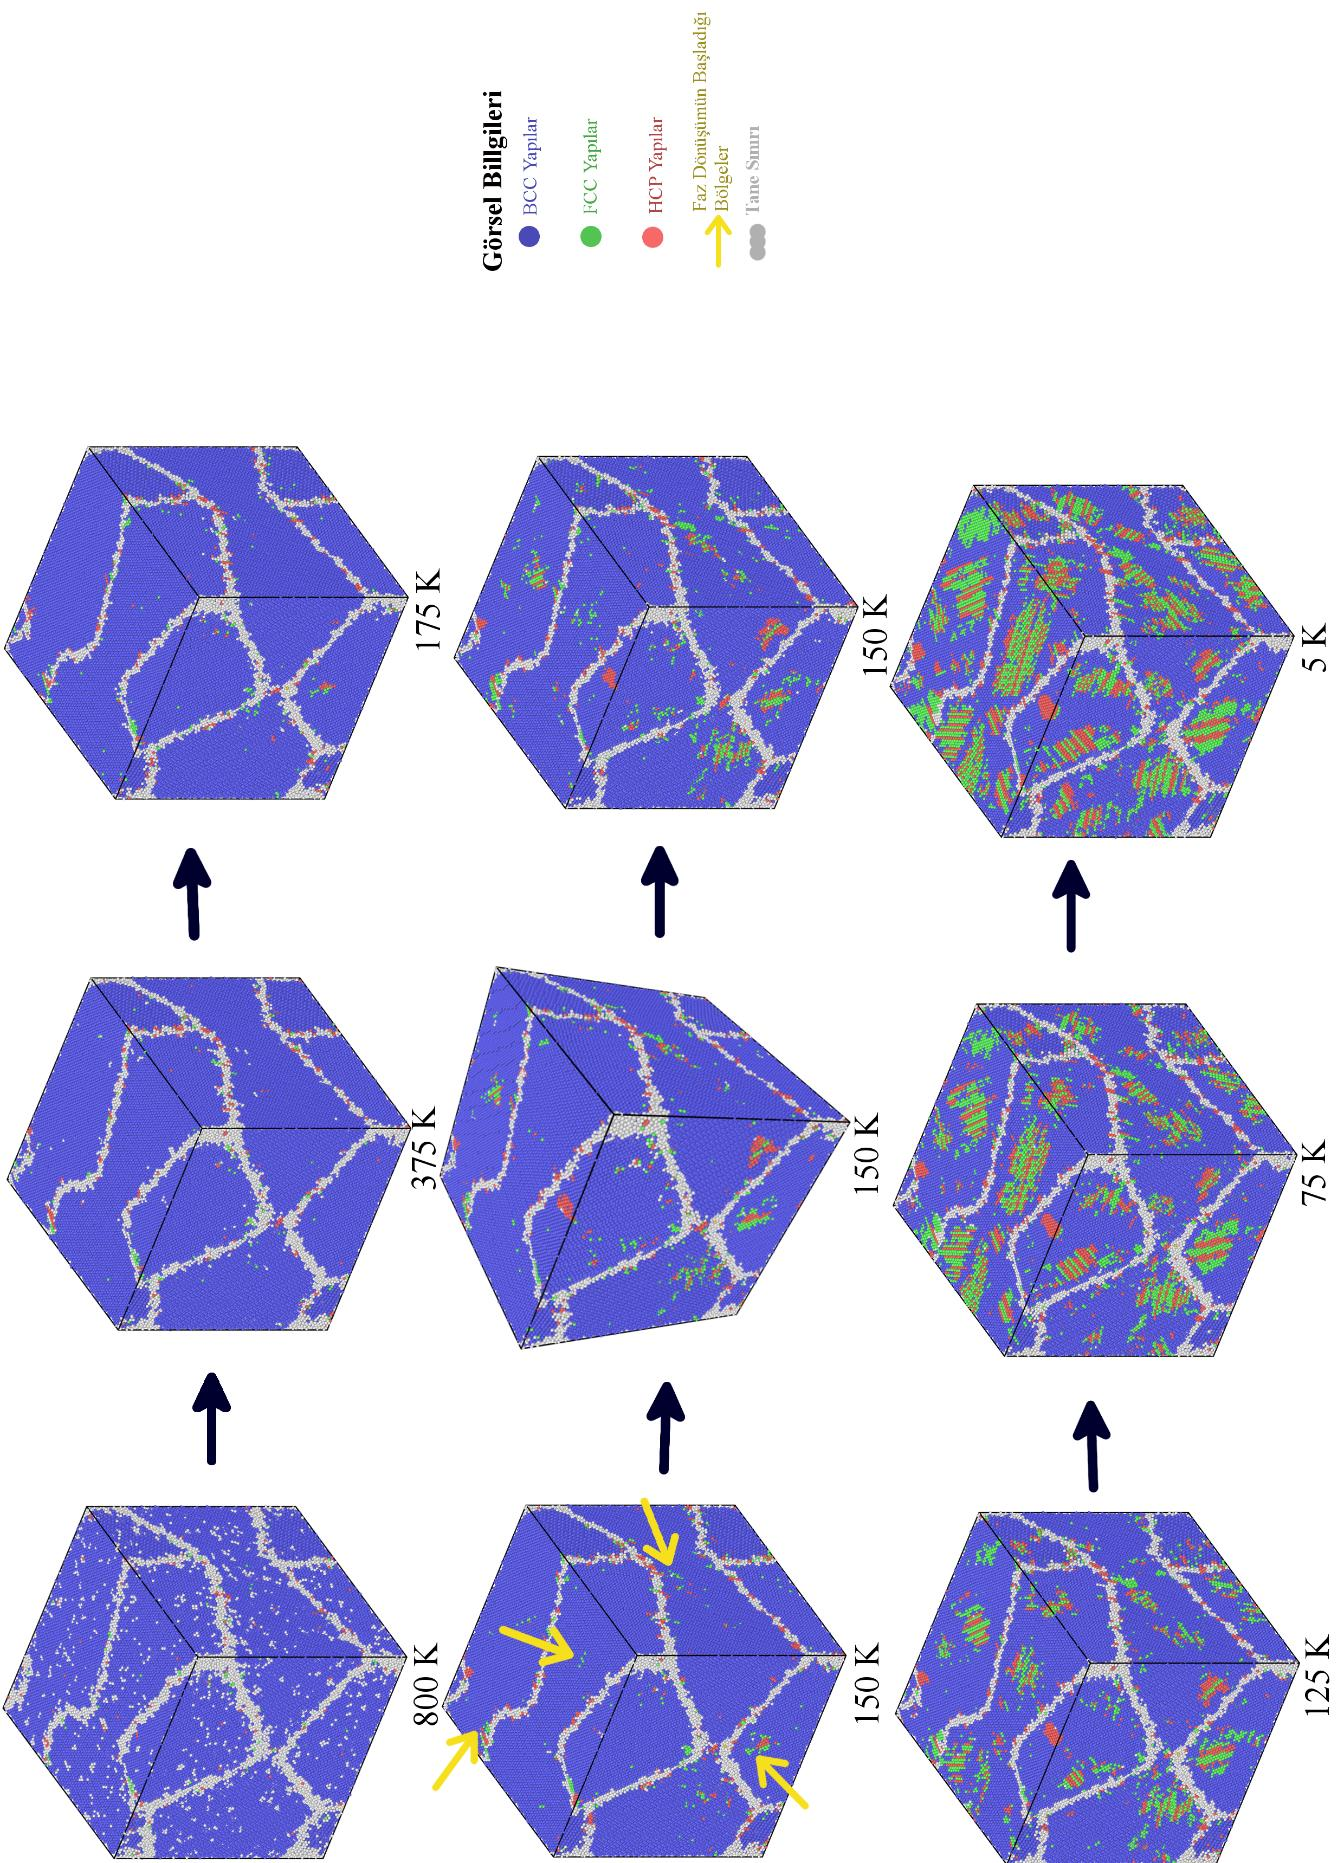 800 K
375 K
175 K
150 K
150 K
150 K
125 K
75 K
5 K
Görsel Billgileri
BCC Yapılar
FCC Yapılar
HCP Yapılar
Faz Dönüşümün Başladığı
Bölgeler
Tane Sınırı